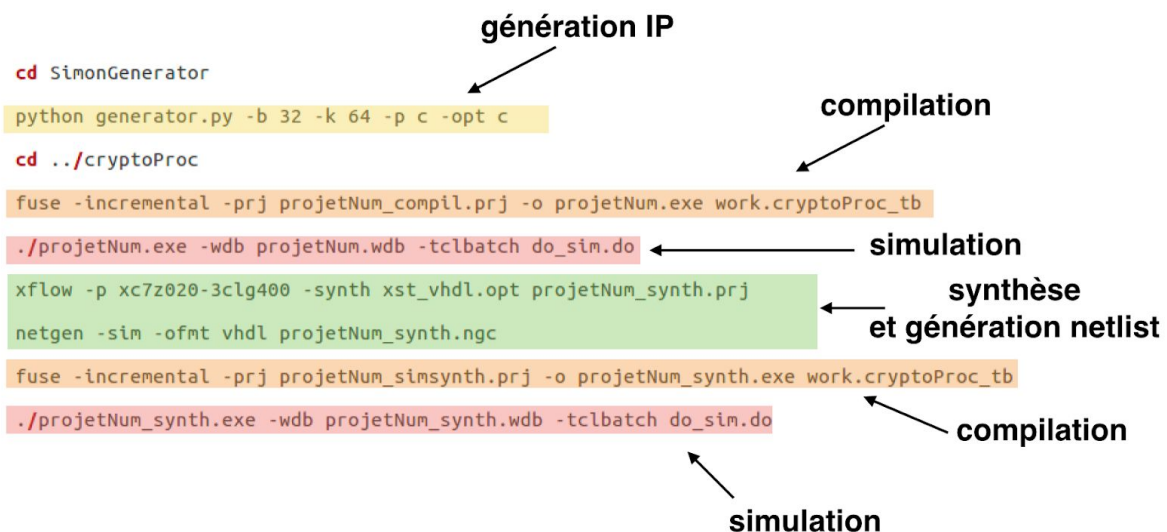 génération IP
cd SimonGenerator
python generator.py -b 32 -k 64 -p c -opt c
compilation
cd ../cryptoProc
fuse -incremental -prj projetNum_compil.prj -o projetNum.exe work.cryptoProc_tb
./projetNum.exe -wdb projetNum.wdb -tclbatch do_sim.do
simulation
xflow -p xc7z020-3clg400 -synth xst_vhdl.opt projetNum_synth.prj
synthèse
et génération netlist
netgen -sim -ofmt vhdl projetNum_synth.ngc
fuse -incremental -prj projetNum_simsynth.prj -o projetNum_synth.exe work.cryptoProc_tb
./projetNum_synth.exe -wdb projetNum_synth.wdb -tclbatch do_sim.do
compilation
simulation